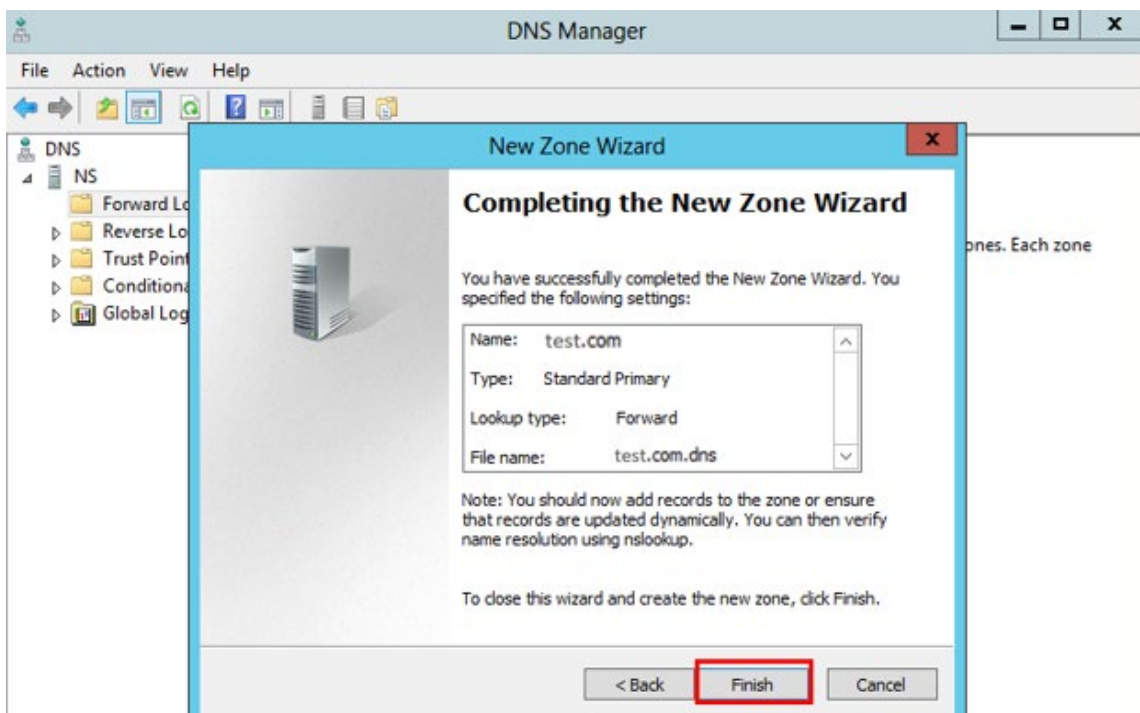 DNS Manager
File Action View Help
DNS
NS
Forward Lo
Reverse Lo
Trust Point
Conditiona
Global Log
ones. Each zone
New Zone Wizard
Completing the New Zone Wizard
You have successfully completed the New Zone Wizard. You
specified the following settings:
Name: test.com
Type: Standard Primary
Lookup type: Forward
File name: test.com.dns
Note: You should now add records to the zone or ensure
that records are updated dynamically. You can then verify
name resolution using nslookup.
To close this wizard and create the new zone, click Finish.
< Back Finish Cancel